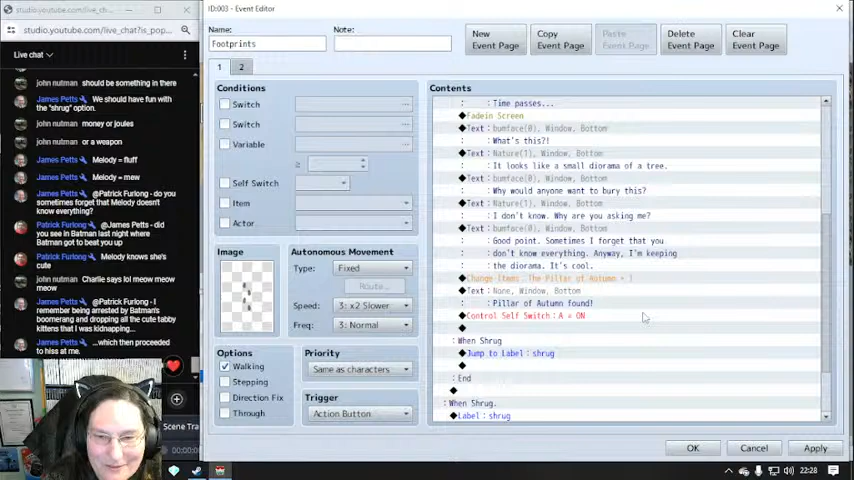 studio.youtube.com/live_chat?is_pop...
studio.youtube.com/live_chat?is_p...
Live chat
john nutman should be something in there
James Petts We should have fun with
the "shrug" option.
john nutman money or joules
john nutman or a weapon
James Petts Melody = fluff
James Petts Melody = mew
James Petts @Patrick Furlong - do you
sometimes forget that Melody doesn't
know everything?
Patrick Furlong @James Petts - did you
see in Batman last night where
Batman got to beat you up
Patrick Furlong Melody knows she's
cute
Charlie says lol meow meow
meow
James Petts @Patrick Furlong - I
remember being arrested by Batman's
boomerang and dropping all the cute tabby
kittens that I was kidnapping...
James Petts ...which then proceeded
to hiss at me.
Scene Tra
ID:003 - Event Editor
Name:
Footprints
Note:
New
Event Page
Copy
Event Page
Paste
Event Page
Delete
Event Page
Clear
Event Page
1
2
Conditions
Switch
Switch
Variable
≥
Self Switch
Item
Actor
Image
Autonomous Movement
Type:
Fixed
Route...
Speed:
3: x2 Slower
Freq:
3: Normal
Options
Walking
Stepping
Direction Fix
Through
Priority
Same as characters
Trigger
Action Button
Contents
: : Time passes...
◆Fadein Screen
◆Text : bumface(0), Window, Bottom
: : What's this?!
◆Text : Nature(1), Window, Bottom
: : It looks like a small diorama of a tree.
◆Text : bumface(0), Window, Bottom
: : Why would anyone want to bury this?
◆Text : Nature(1), Window, Bottom
: : I don't know. Why are you asking me?
◆Text : bumface(0), Window, Bottom
: : Good point. Sometimes I forget that you
: : don't know everything. Anyway, I'm keeping
: : the diorama. It's cool.
◆Change Items : The Pillar of Autumn + 1
◆Text : None, Window, Bottom
: : Pillar of Autumn found!
◆Control Self Switch : A = ON
◆
: When Shrug
◆Jump to Label : shrug
◆
: End
◆
: When Shrug.
◆Label : shrug
OK
Cancel
Apply
22:28